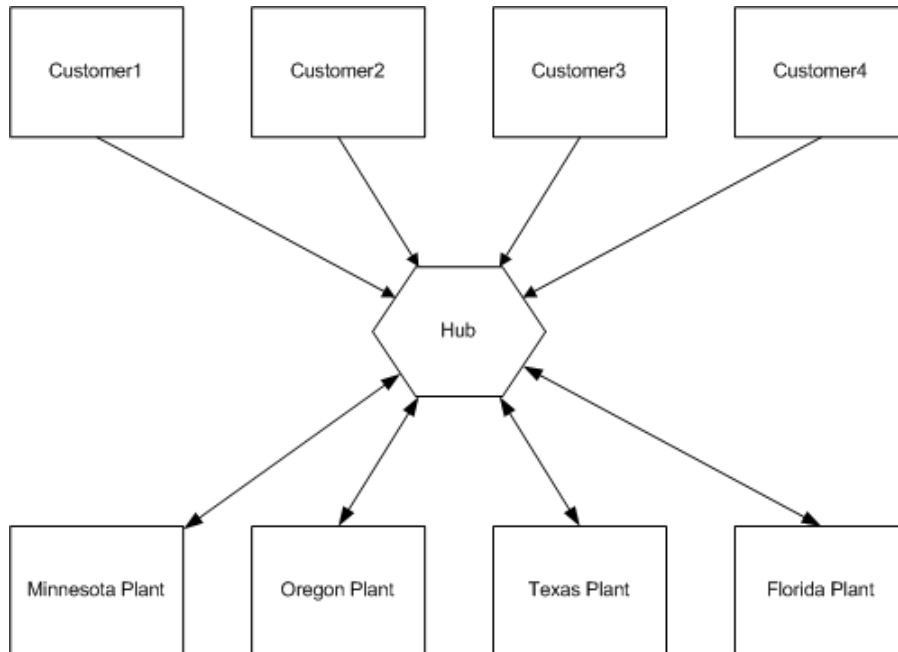 Customer1
Customer2
Customer3
Customer4
Hub
Minnesota Plant
Oregon Plant
Texas Plant
Florida Plant